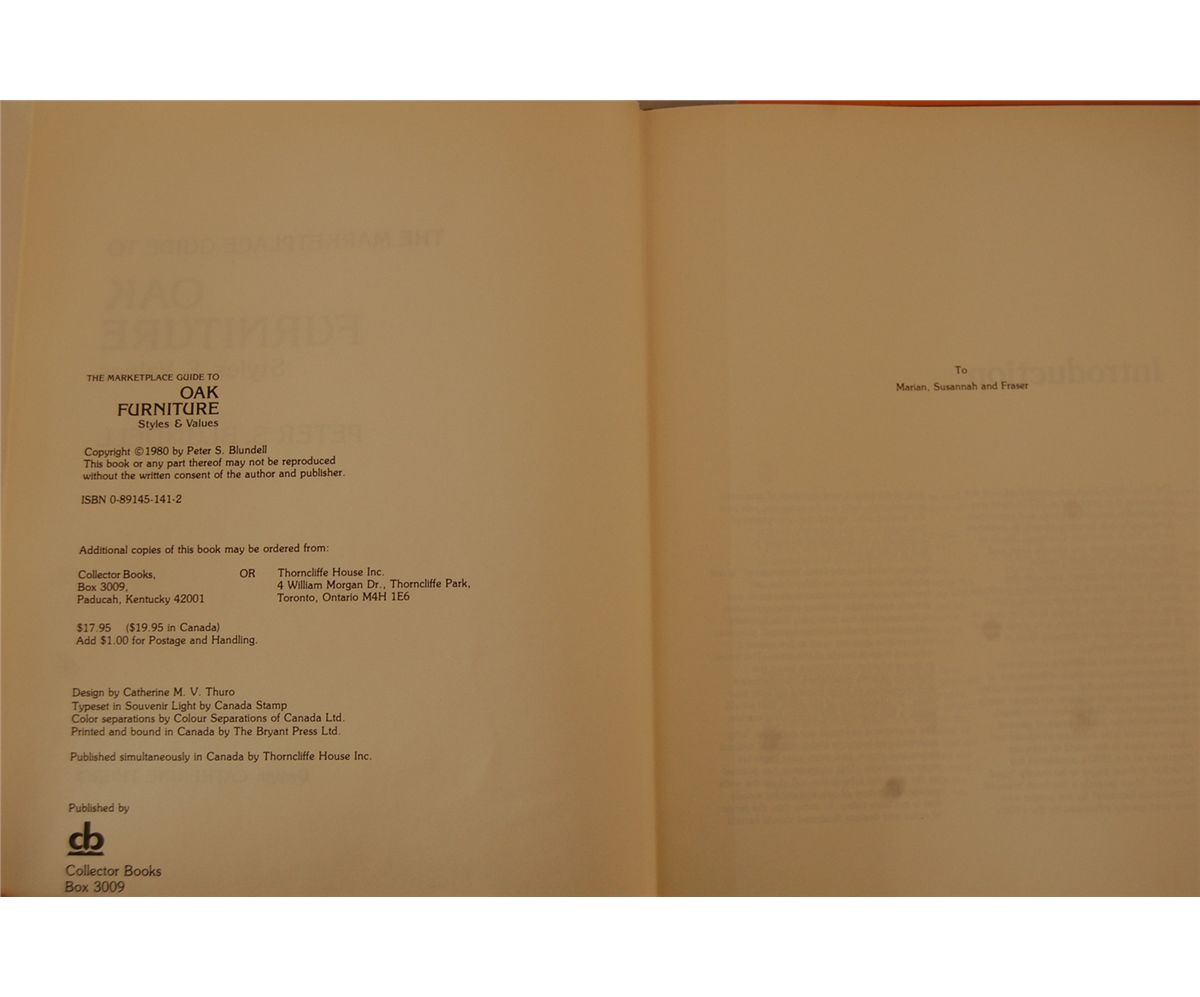 THE MARKETPLACE GUIDE TO
OAK
FURNITURE
Styles & Values
Copyright ©1980 by Peter S. Blundell
This book or any part thereof may not be reproduced
without the written consent of the author and publisher.
ISBN 0-89145-141-2
Additional copies of this book may be ordered from:
Collector Books,
Box 3009,
Paducah, Kentucky 42001
OR
Thorncliffe House Inc.
4 William Morgan Dr., Thorncliffe Park,
Toronto, Ontario M4H 1E6
$17.95 ($19.95 in Canada)
Add $1.00 for Postage and Handling.
Design by Catherine M. V. Thuro
Typeset in Souvenir Light by Canada Stamp
Color separations by Colour Separations of Canada Ltd.
Printed and bound in Canada by The Bryant Press Ltd.
Published simultaneously in Canada by Thorncliffe House Inc.
Published by
cb
Collector Books
Box 3009
To
Marian, Susannah and Fraser